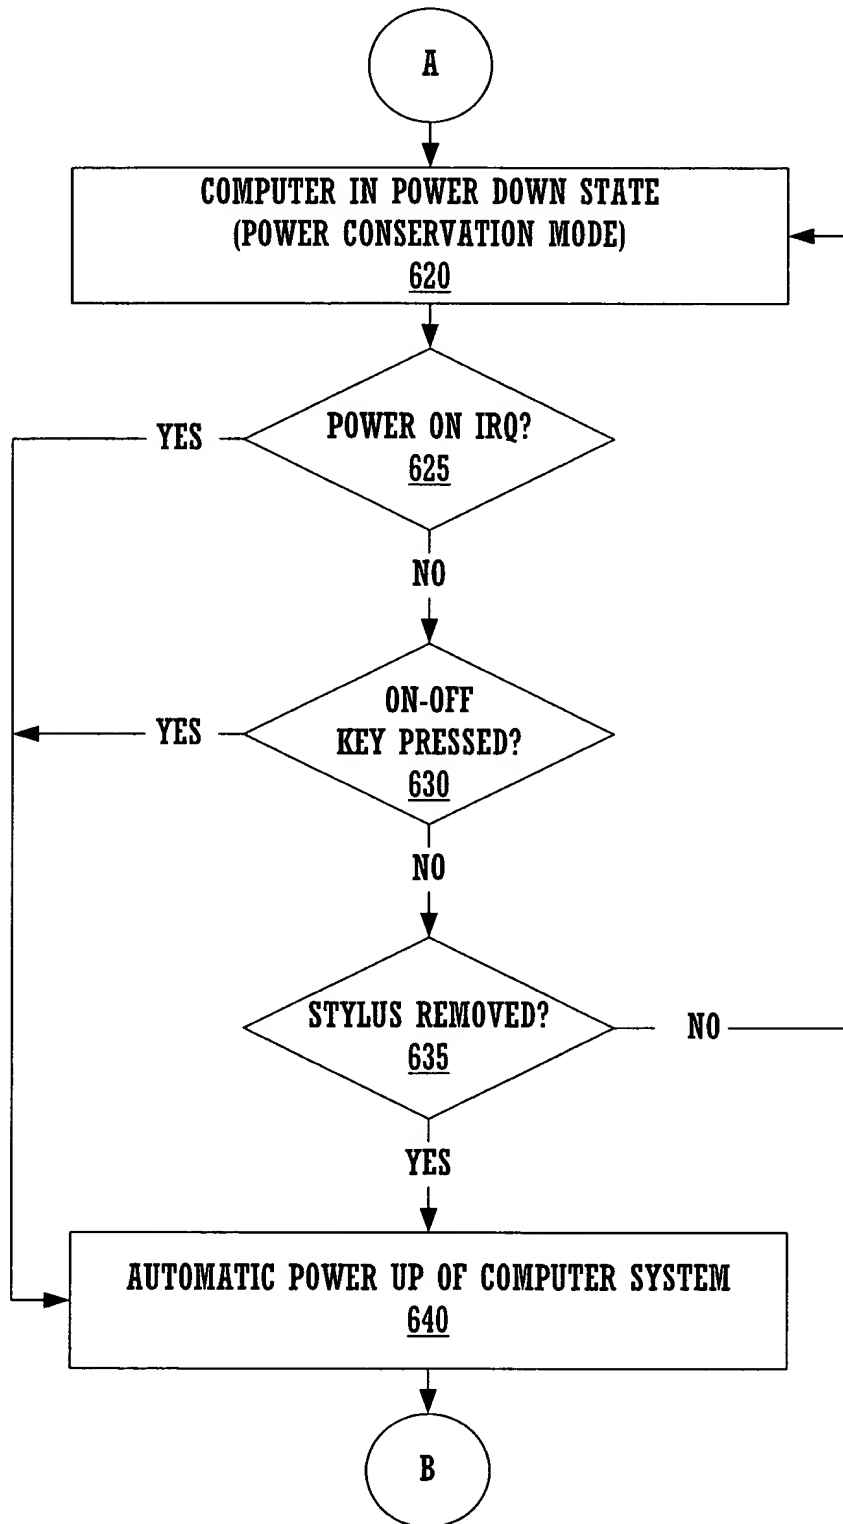 A
COMPUTER IN POWER DOWN STATE
(POWER CONSERVATION MODE)
620
POWER ON IRQ?
625
YES
NO
ON-OFF
KEY PRESSED?
630
YES
NO
STYLUS REMOVED?
635
NO
YES
AUTOMATIC POWER UP OF COMPUTER SYSTEM
640
B